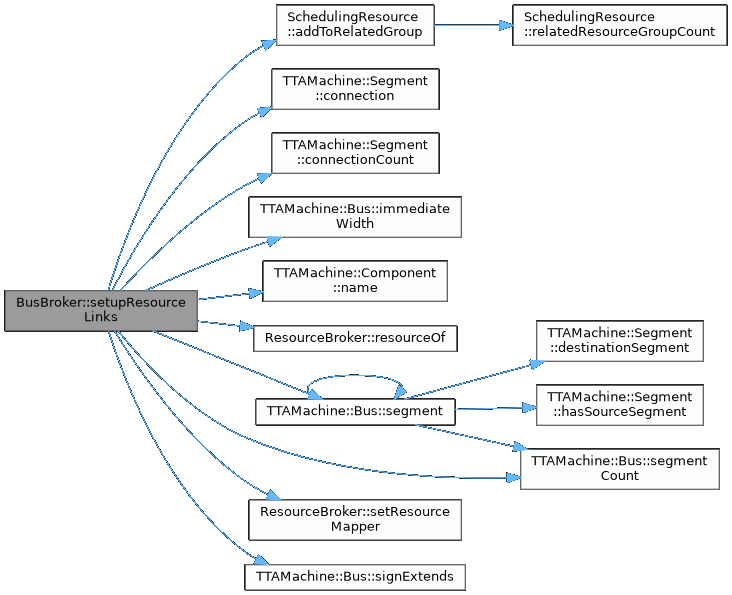 SchedulingResource
::addToRelatedGroup
SchedulingResource
::relatedResourceGroupCount
TTAMachine::Segment
::connection
TTAMachine::Segment
::connectionCount
TTAMachine::Bus::immediate
Width
TTAMachine::Component
::name
BusBroker::setupResource
Links
ResourceBroker::resourceOf
TTAMachine::Segment
::destinationSegment
TTAMachine::Bus::segment
TTAMachine::Segment
::hasSourceSegment
TTAMachine::Bus::segment
Count
ResourceBroker::setResource
Mapper
TTAMachine::Bus::signExtends